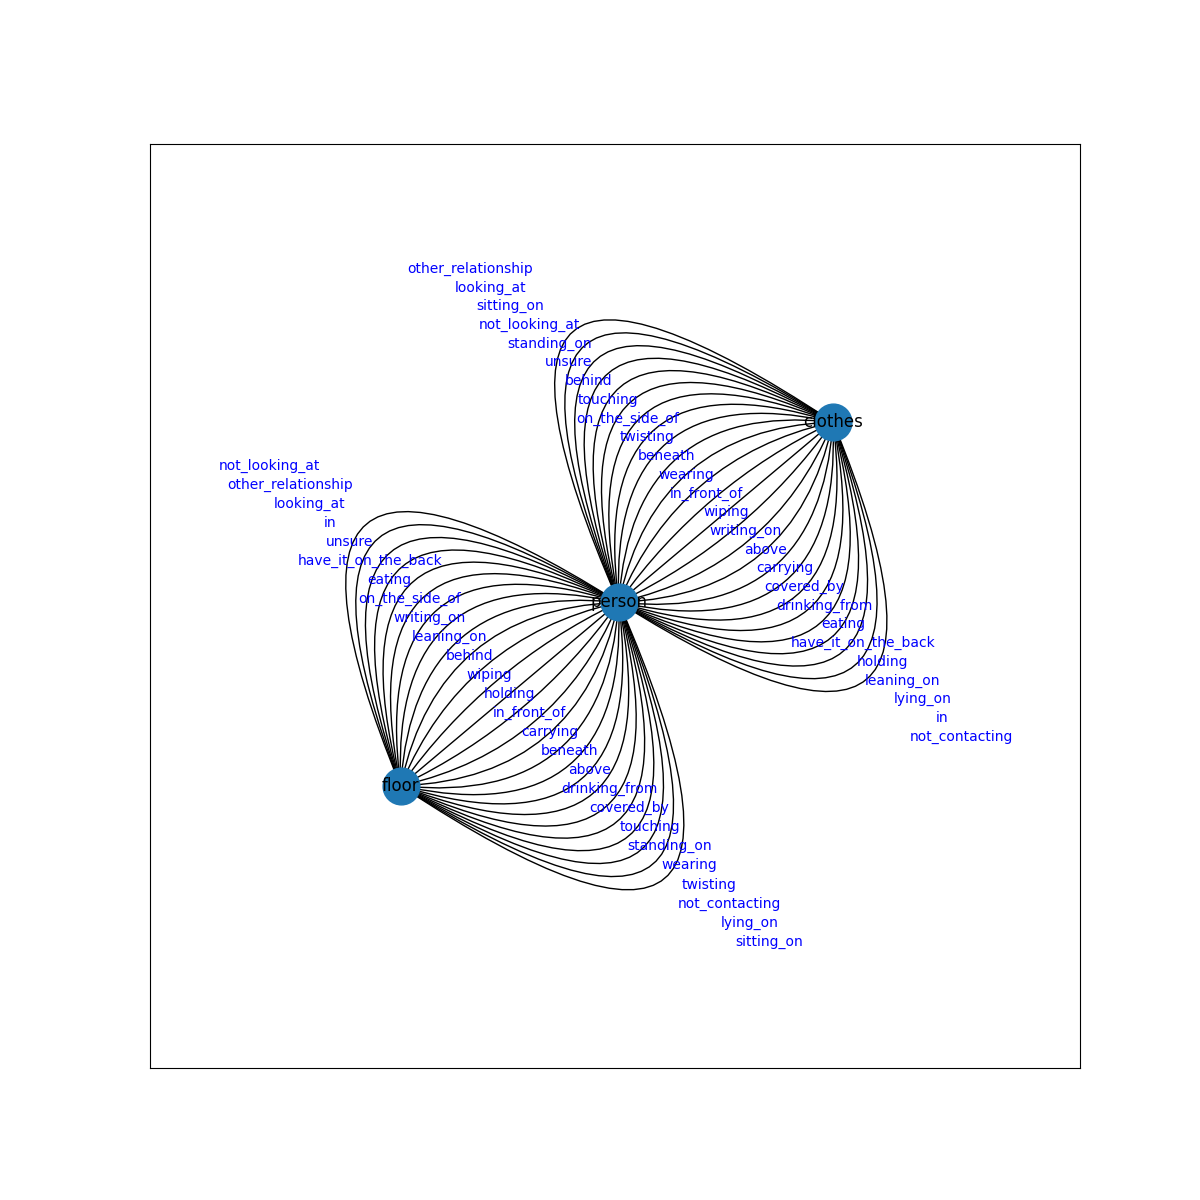 other_relationship
looking_at
sitting_on
not_looking_at
standing_on
unsure
behind
touching
on_the_side_of
twisting
beneath
wearing
in_front_of
wiping
writing_on
above
carrying
covered_by
drinking_from
eating
have_it_on_the_back
holding
leaning_on
lying_on
in
not_contacting
clothes
person
not_looking_at
other_relationship
looking_at
in
unsure
have_it_on_the_back
eating
on_the_side_of
writing_on
leaning_on
behind
wiping
holding
in_front_of
carrying
beneath
above
drinking_from
covered_by
touching
standing_on
wearing
twisting
not_contacting
lying_on
sitting_on
floor